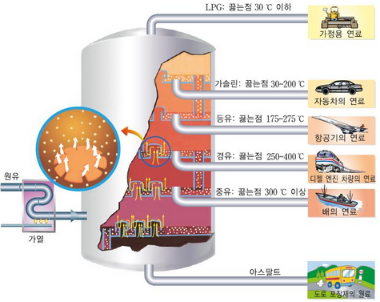 LPG: 끓는점 30 ℃ 이하
가정용 연료
가솔린: 끓는점 30~200 ℃
자동차의 연료
등유: 끓는점 175~275 ℃
항공기의 연료
경유: 끓는점 250~400 ℃
디젤 엔진 차량의 연료
중유: 끓는점 300 ℃ 이상
배의 연료
원유
가열
아스팔트
도로 포장재의 원료